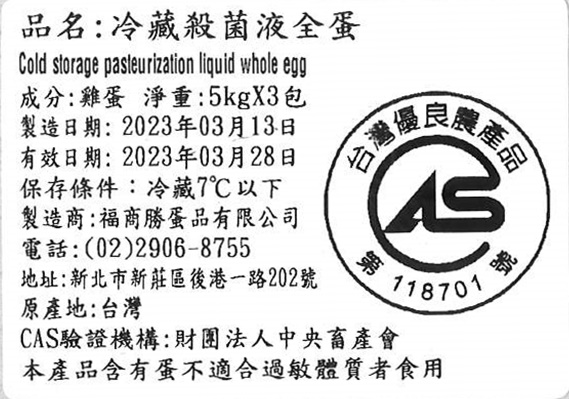 品名:冷藏殺菌液全蛋
Cold storage pasteurization liquid whole egg
成分:雞蛋 淨重:5kgX3包
製造日期: 2023年03月13日
有效日期: 2023年03月28日
保存條件：冷藏7℃以下
製造商:福商勝蛋品有限公司
電話:(02)2906-8755
地址:新北市新莊區後港一路202號
原產地:台灣
CAS驗證機構:財團法人中央畜產會
本產品含有蛋不適合過敏體質者食用
台灣優良農產品
CAS
第 118701 號